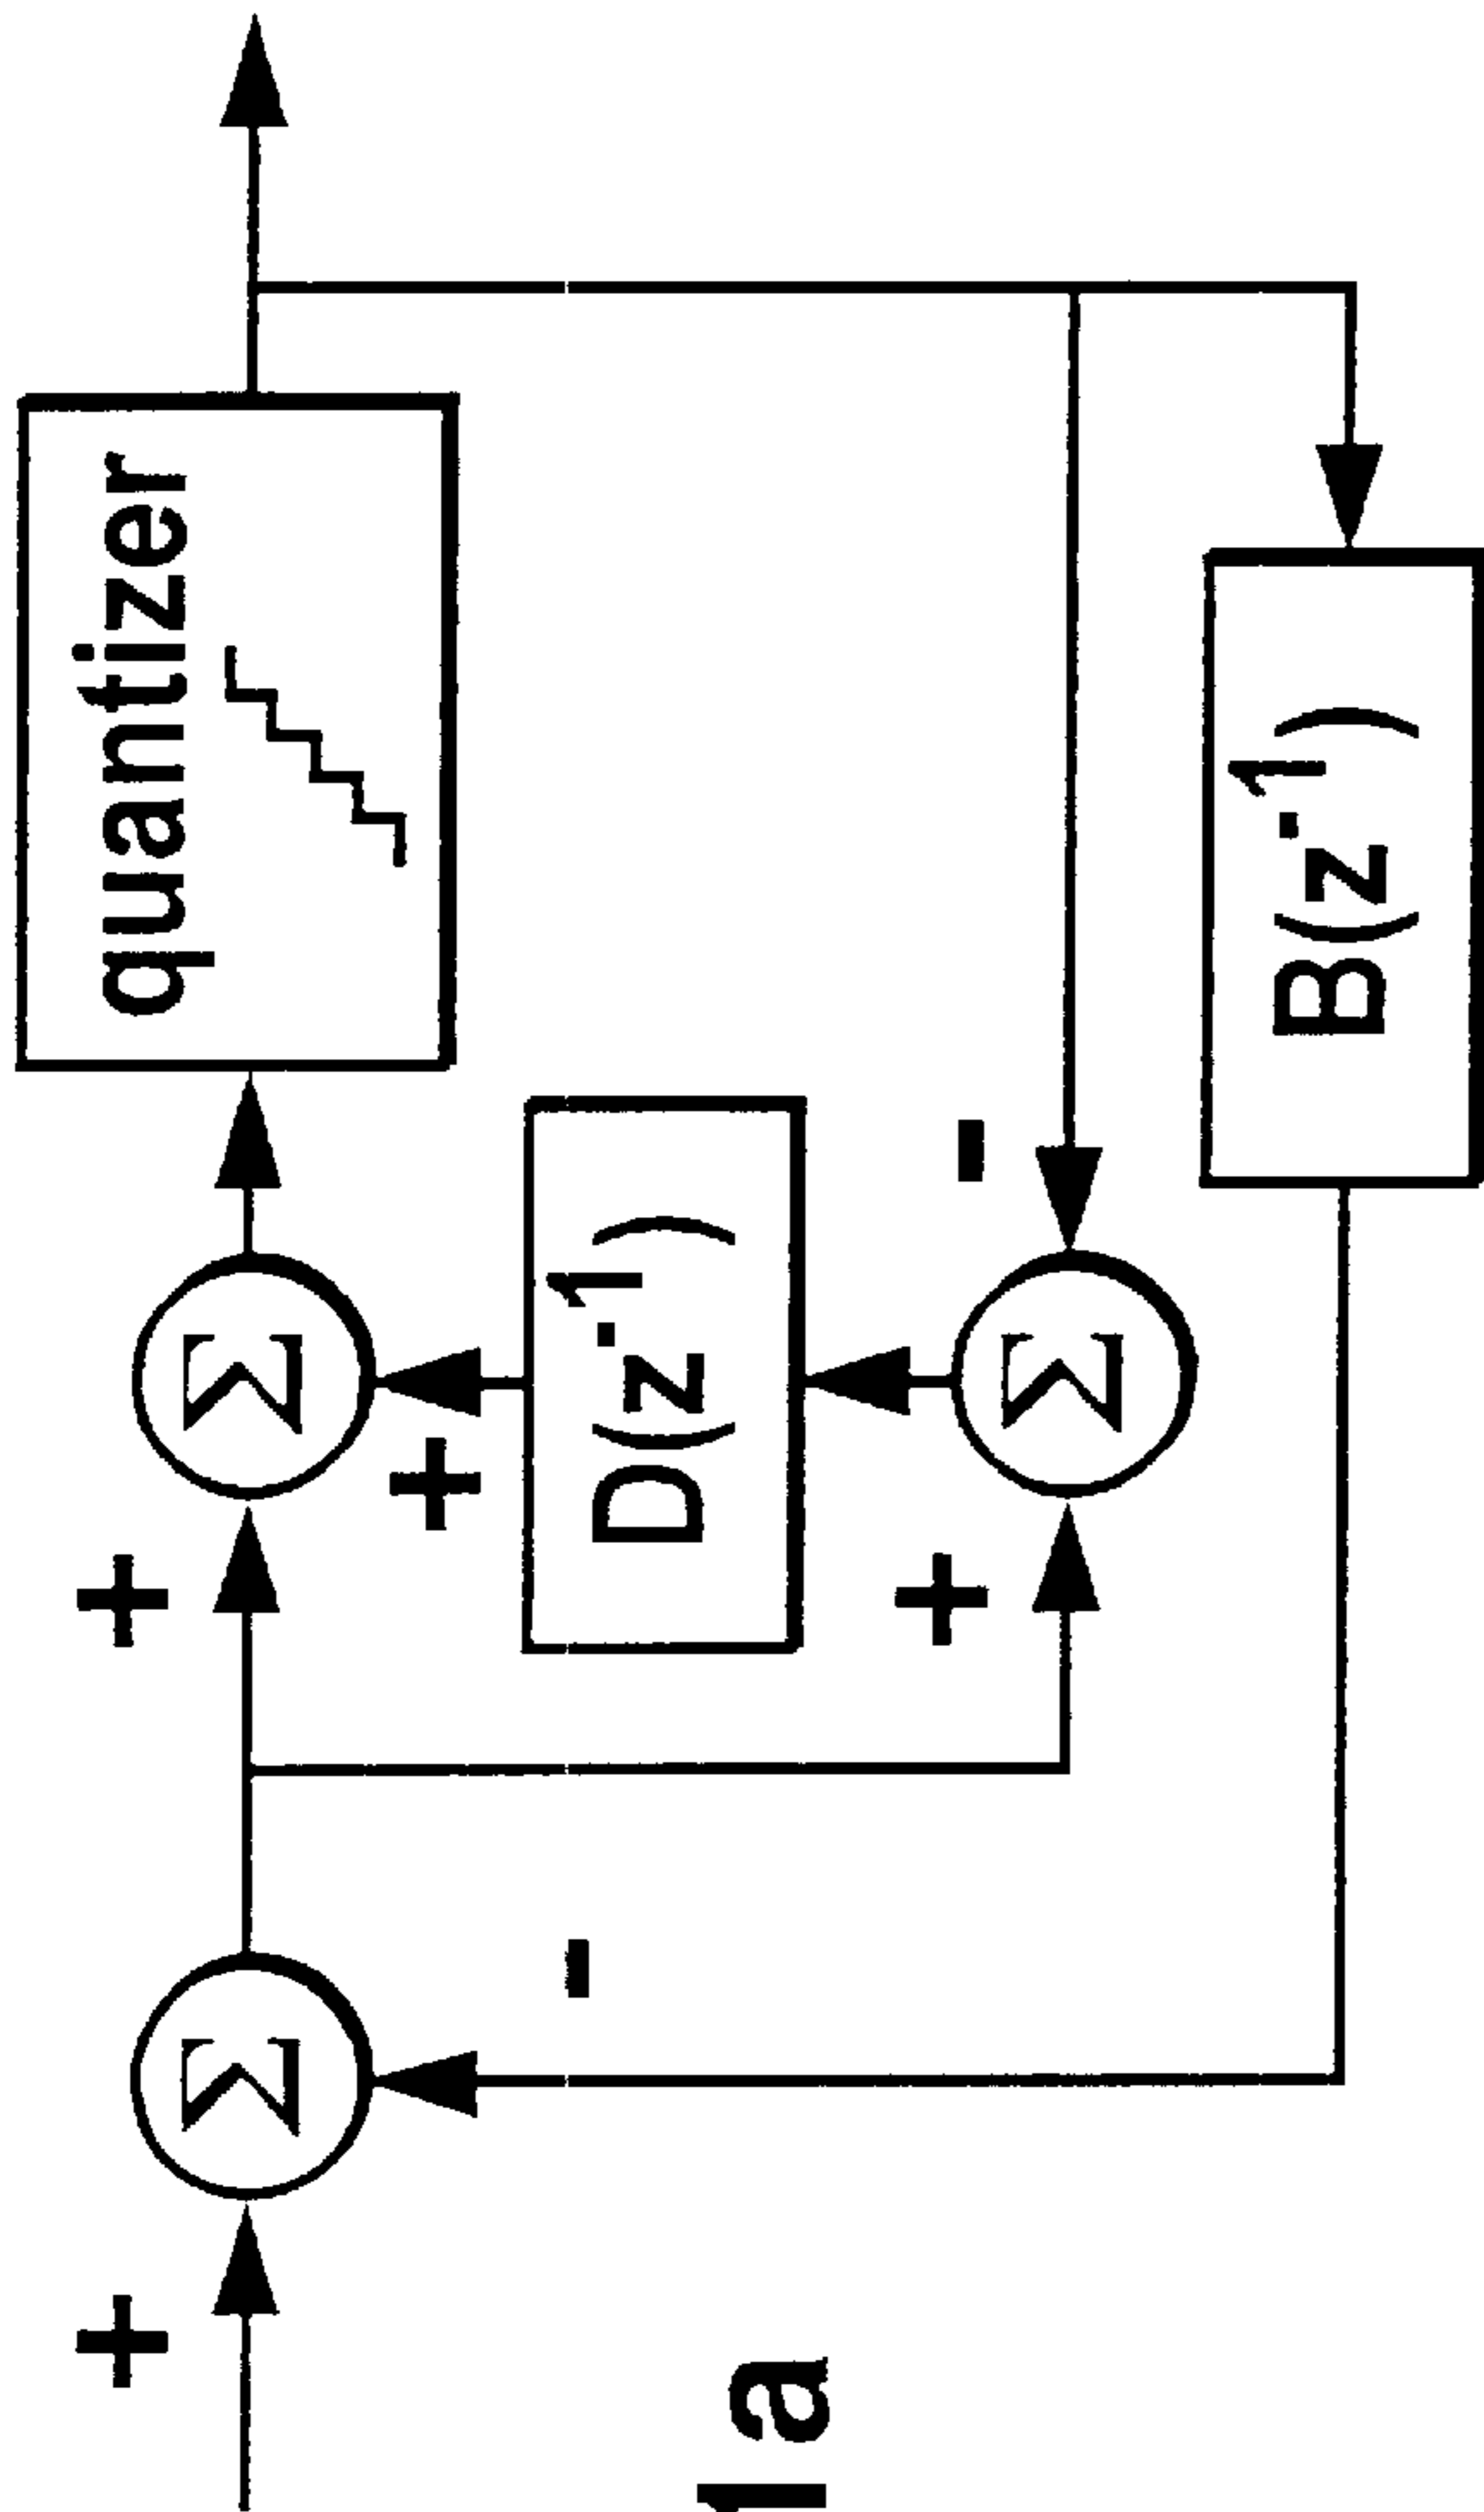 quantizer
+
Σ
+
Σ
+
D(z⁻¹)
-
+
Σ
-
B(z⁻¹)
1a